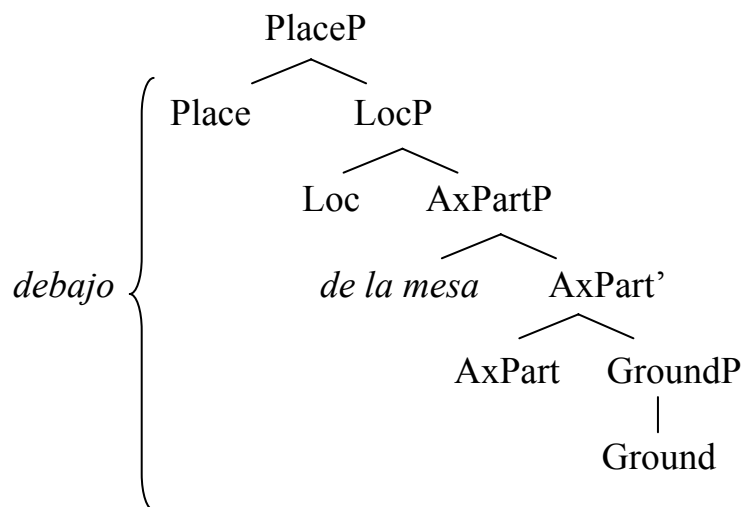 PlaceP
Place LocP
Loc AxPartP
debajo de la mesa AxPart’
AxPart GroundP
Ground